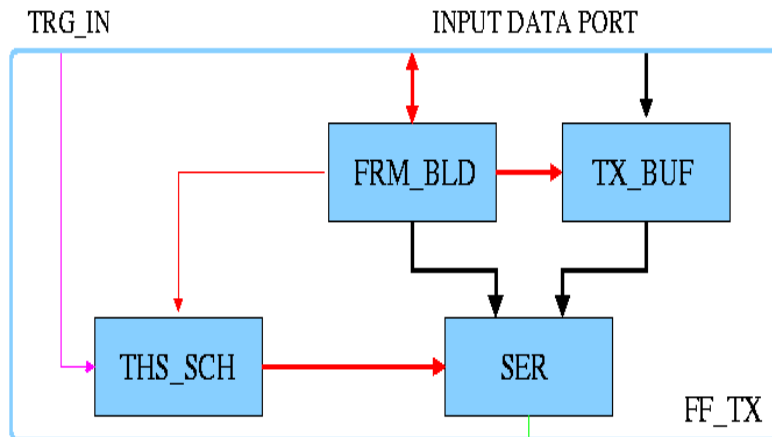 TRG_IN
INPUT DATA PORT
FRM_BLD
TX_BUF
THS_SCH
SER
FF_TX